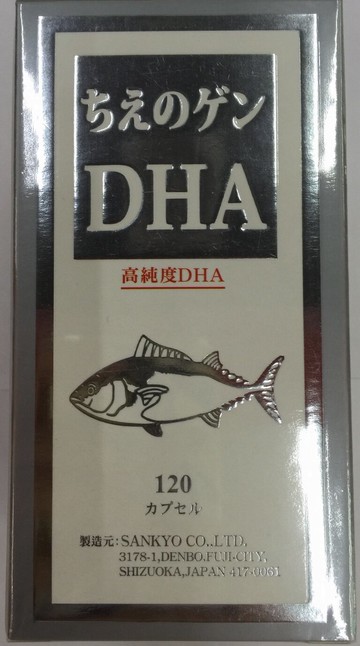 ちえのゲン
DHA
高純度DHA
120
カプセル
製造元:SANKYO CO.,LTD.
3178-1,DENBO.FUJI-CITY,
SHIZUOKA,JAPAN 417-0061